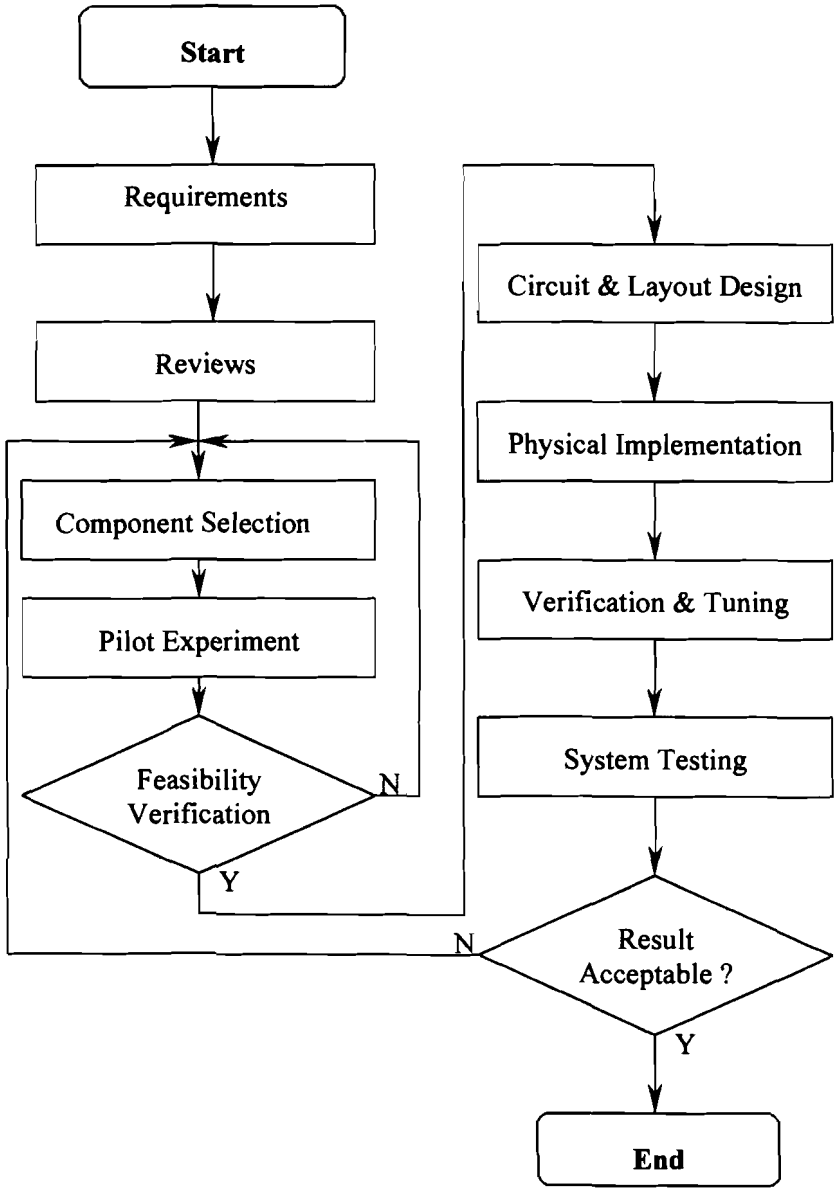 Start
Requirements
Reviews
Component Selection
Pilot Experiment
Feasibility
Verification
N
Y
Circuit & Layout Design
Physical Implementation
Verification & Tuning
System Testing
Result
Acceptable ?
N
Y
End